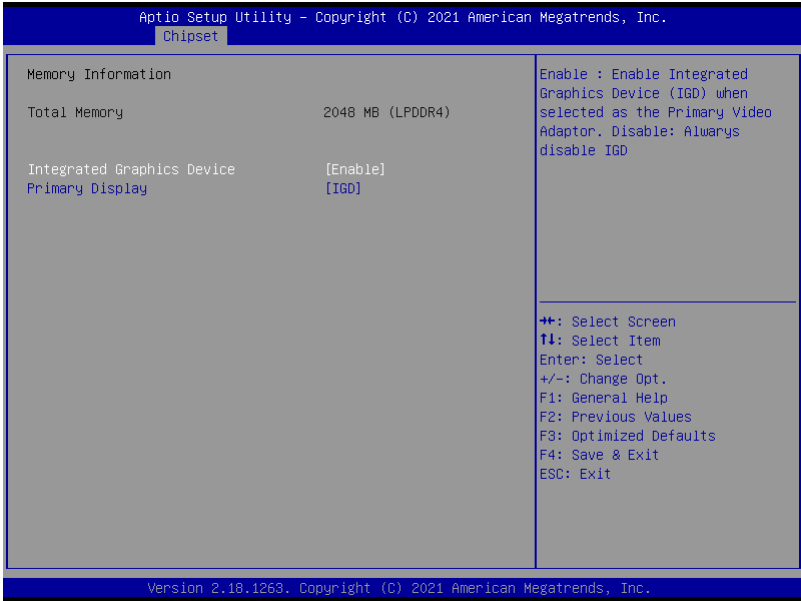 Aptio Setup Utility – Copyright (C) 2021 American Megatrends, Inc.
Chipset
Memory Information
Total Memory 2048 MB (LPDDR4)
Integrated Graphics Device [Enable]
Primary Display [IGD]
Enable : Enable Integrated
Graphics Device (IGD) when
selected as the Primary Video
Adaptor. Disable: Alwarys
disable IGD
→←: Select Screen
↑↓: Select Item
Enter: Select
+/-: Change Opt.
F1: General Help
F2: Previous Values
F3: Optimized Defaults
F4: Save & Exit
ESC: Exit
Version 2.18.1263. Copyright (C) 2021 American Megatrends, Inc.